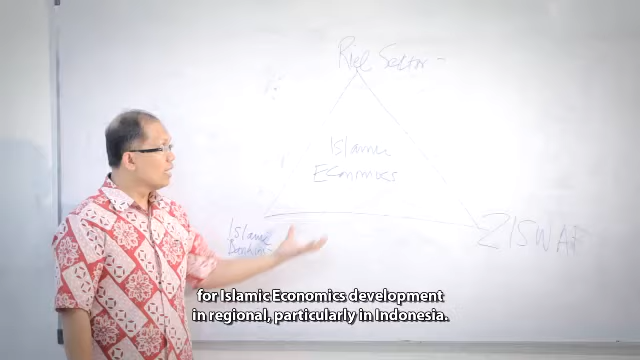 Riel Sector
Islamic
Economics
Islamic
Banking
ZISWAF
for Islamic Economics development
in regional, particularly in Indonesia.